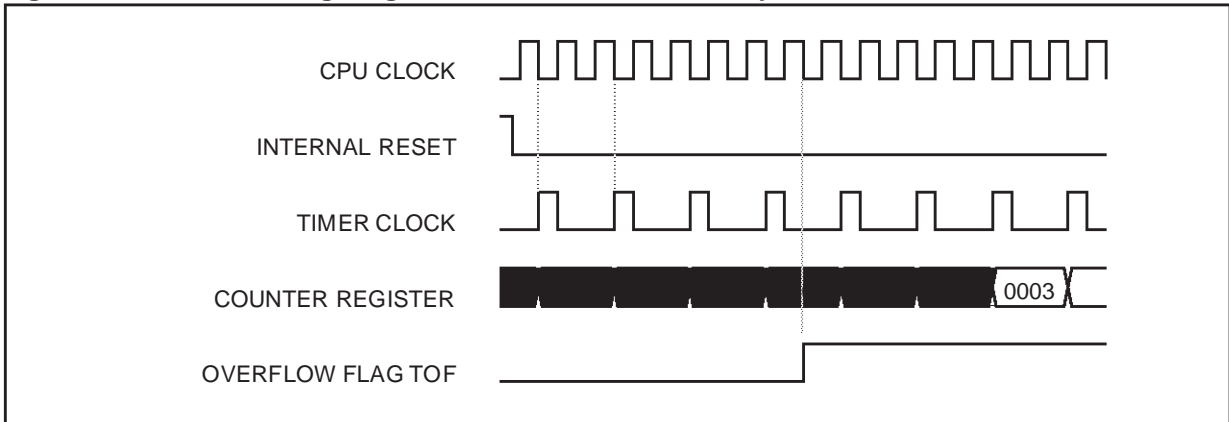 CPU CLOCK
INTERNAL RESET
TIMER CLOCK
COUNTER REGISTER
0003
OVERFLOW FLAG TOF